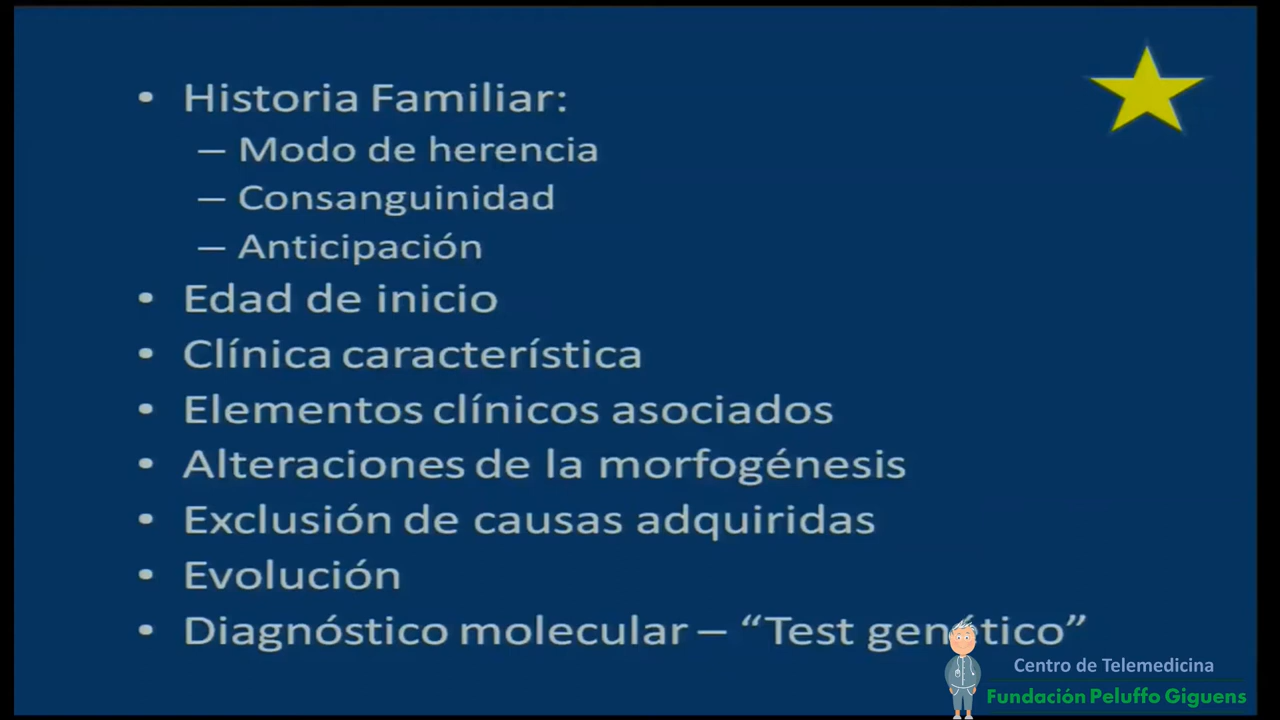 • Historia Familiar:
– Modo de herencia
– Consanguinidad
– Anticipación
• Edad de inicio
• Clínica característica
• Elementos clínicos asociados
• Alteraciones de la morfogénesis
• Exclusión de causas adquiridas
• Evolución
• Diagnóstico molecular – “Test genético”
Centro de Telemedicina
Fundación Peluffo Giguens